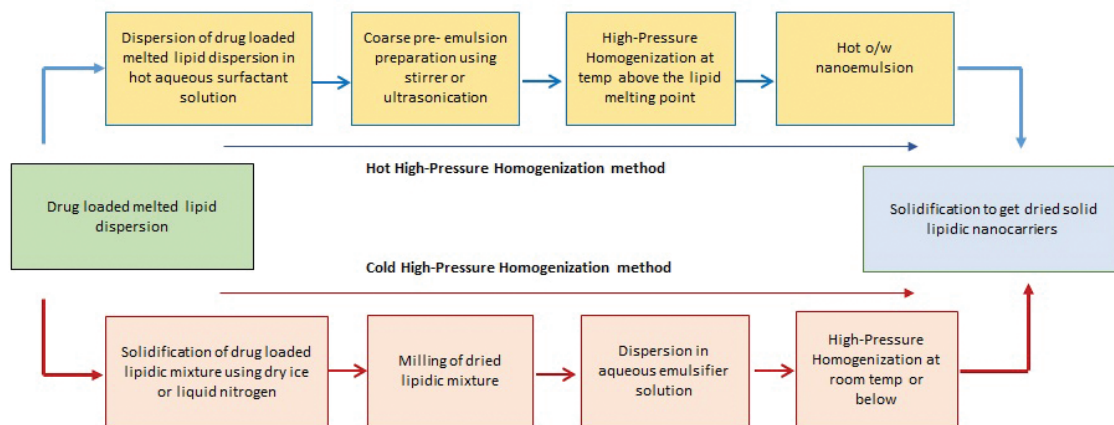 Dispersion of drug loaded
melted lipid dispersion in
hot aqueous surfactant
solution
Coarse pre- emulsion
preparation using
stirrer or
ultrasonication
High-Pressure
Homogenization at
temp above the lipid
melting point
Hot o/w
nanoemulsion
Hot High-Pressure Homogenization method
Drug loaded melted lipid
dispersion
Solidification to get dried solid
lipidic nanocarriers
Cold High-Pressure Homogenization method
Solidification of drug loaded
lipidic mixture using dry ice
or liquid nitrogen
Milling of dried
lipidic mixture
Dispersion in
aqueous emulsifier
solution
High-Pressure
Homogenization at
room temp or
below